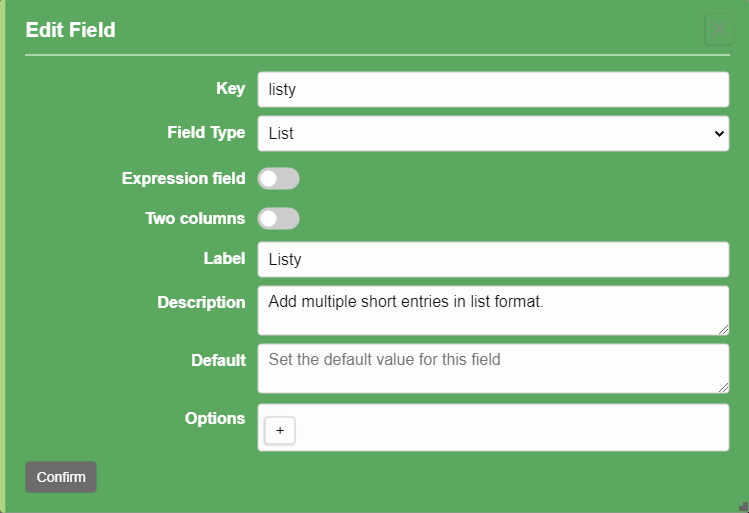 Edit Field
Key listy
Field Type List
Expression field
Two columns
Label Listy
Description Add multiple short entries in list format.
Default Set the default value for this field
Options +
Confirm